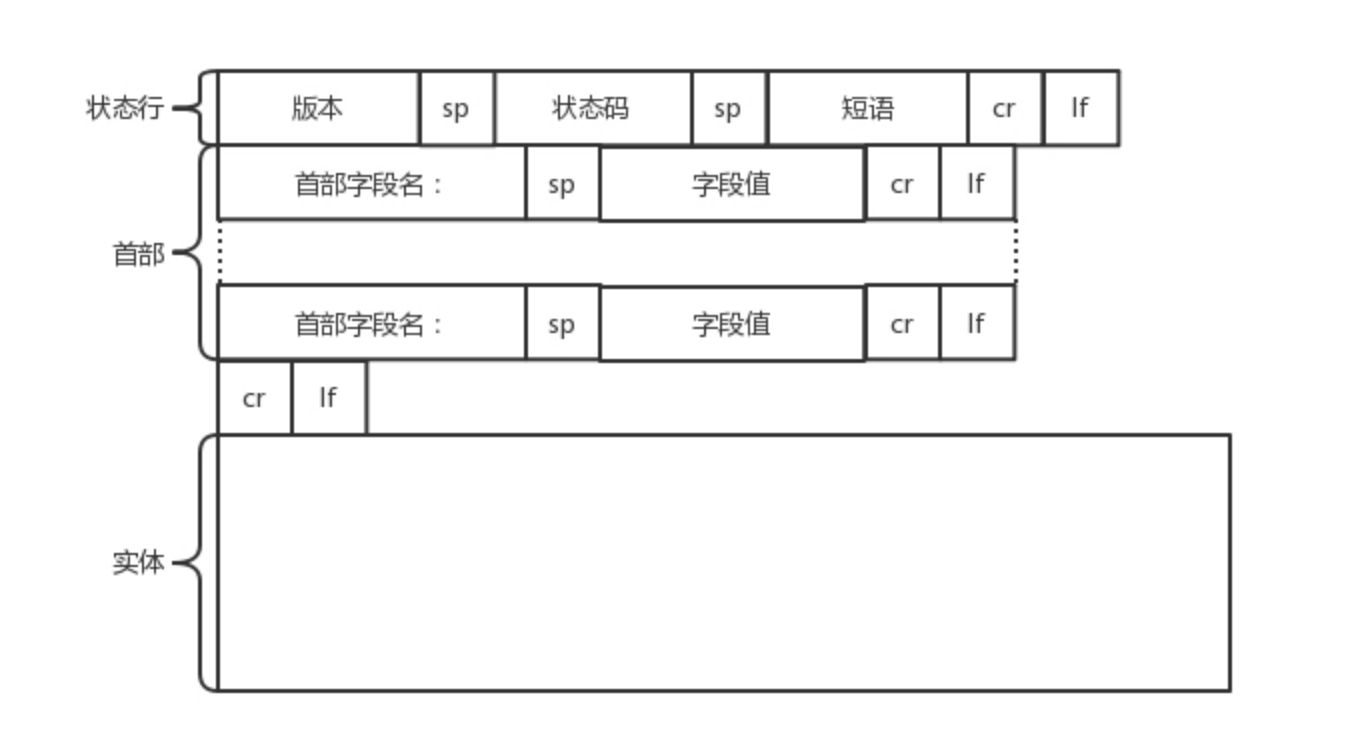 状态行 版本 sp 状态码 sp 短语 cr lf
首部字段名： sp 字段值 cr lf
首部
首部字段名： sp 字段值 cr lf
cr lf
实体